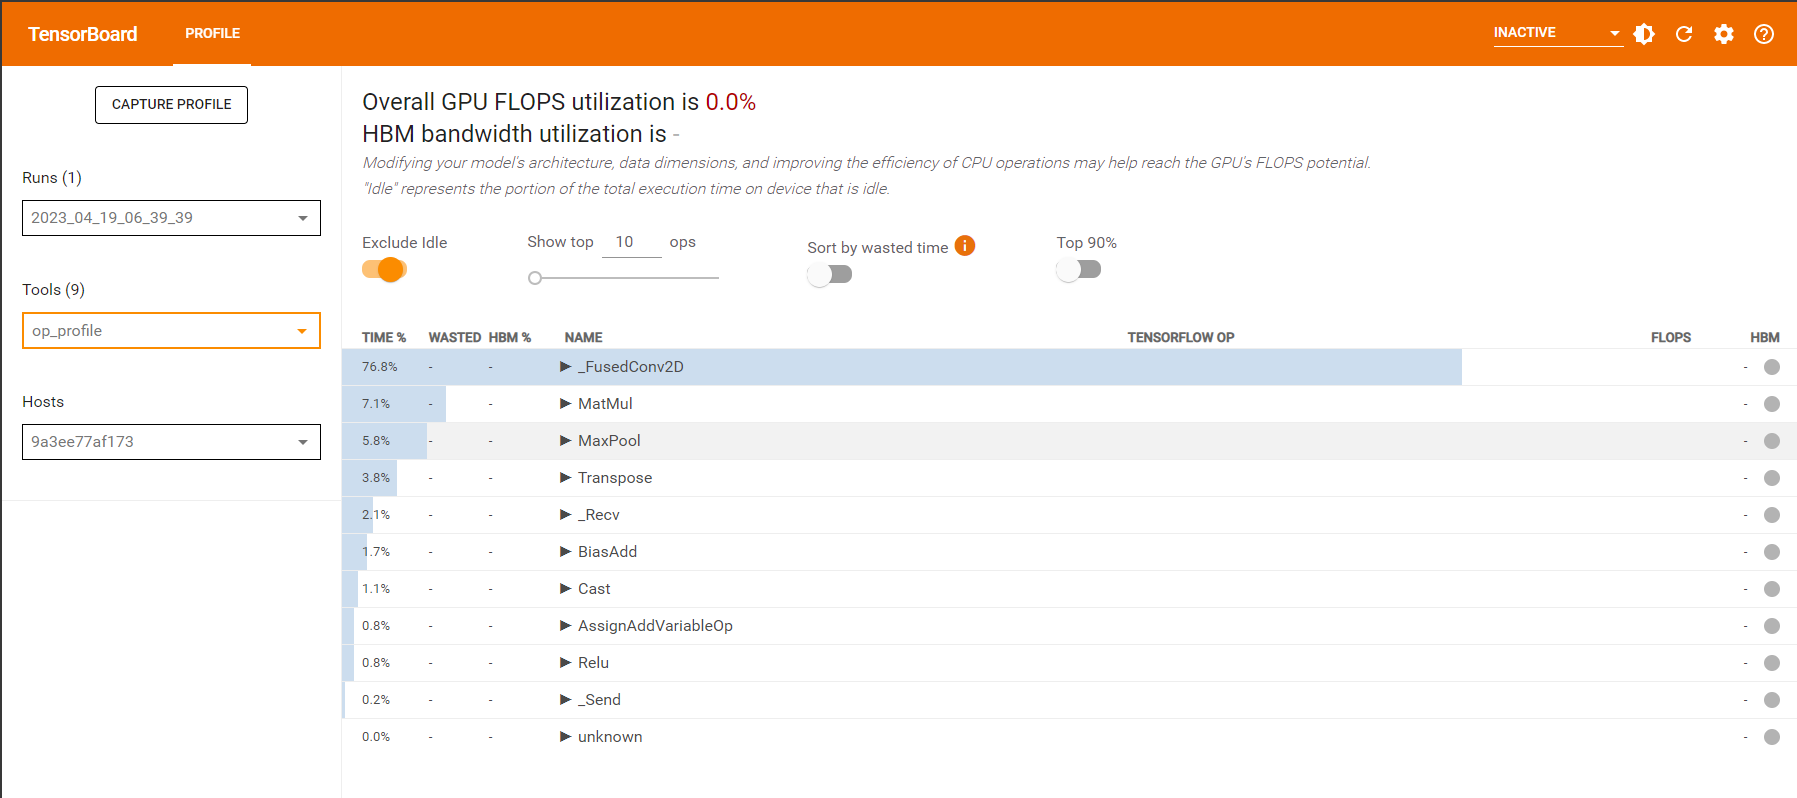 TensorBoard PROFILE INACTIVE
CAPTURE PROFILE
Runs (1)
2023_04_19_06_39_39
Tools (9)
op_profile
Hosts
9a3ee77af173
Overall GPU FLOPS utilization is 0.0%
HBM bandwidth utilization is -
Modifying your model's architecture, data dimensions, and improving the efficiency of CPU operations may help reach the GPU's FLOPS potential.
"Idle" represents the portion of the total execution time on device that is idle.
Exclude Idle Show top 10 ops Sort by wasted time Top 90%
TIME % WASTED HBM % NAME TENSORFLOW OP FLOPS HBM
76.8% - - _FusedConv2D -
7.1% - - MatMul -
5.8% - - MaxPool -
3.8% - - Transpose -
2.1% - - _Recv -
1.7% - - BiasAdd -
1.1% - - Cast -
0.8% - - AssignAddVariableOp -
0.8% - - Relu -
0.2% - - _Send -
0.0% - - unknown -